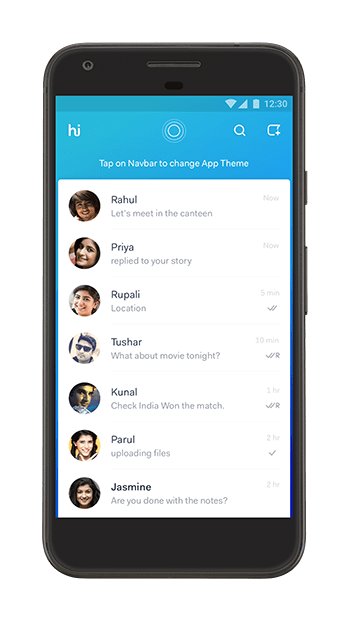 12:30
hi
Tap on Navbar to change App Theme
Rahul
Now
Let's meet in the canteen
Priya
Now
replied to your story
Rupali
5 min
Location
Tushar
10 min
What about movie tonight?
R
Kunal
1 hr
Check India Won the match.
R
Parul
2 hr
uploading files
Jasmine
2 hr
Are you done with the notes?